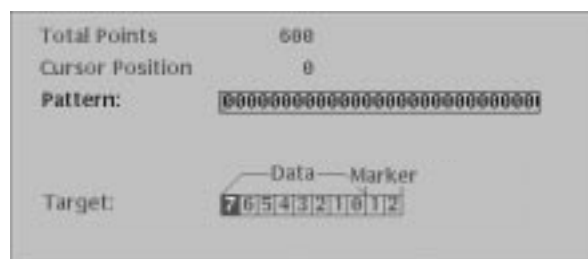 Total Points 600
Cursor Position 0
Pattern: 000000000000000000000000000000
Data Marker
Target: 7 6 5 4 3 2 1 0 1 2